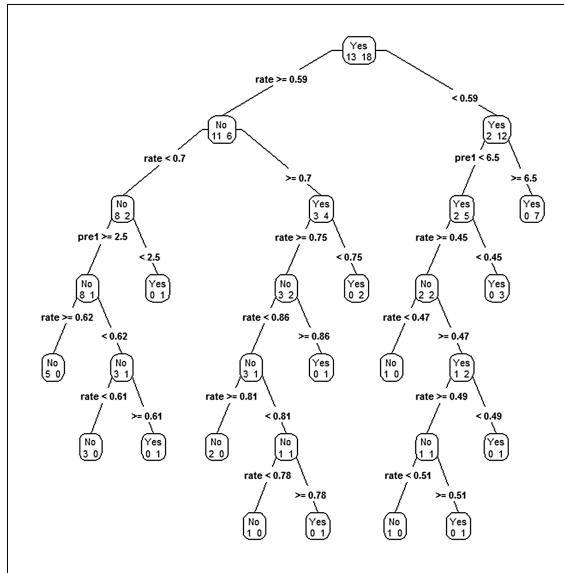 Yes
13 18
rate >= 0.59
< 0.59
No
11 6
Yes
2 12
rate < 0.7
>= 0.7
pre1 < 6.5
>= 6.5
No
8 2
Yes
3 4
Yes
2 5
Yes
0 7
pre1 >= 2.5
< 2.5
rate >= 0.75
< 0.75
rate >= 0.45
< 0.45
No
8 1
Yes
0 1
No
3 2
Yes
0 2
No
2 2
Yes
0 3
rate >= 0.62
< 0.62
rate < 0.86
>= 0.86
rate < 0.47
>= 0.47
No
5 0
No
3 1
No
3 1
Yes
0 1
No
1 0
Yes
1 2
rate < 0.61
>= 0.61
rate >= 0.81
< 0.81
rate >= 0.49
< 0.49
No
3 0
Yes
0 1
No
2 0
No
1 1
No
1 1
Yes
0 1
rate < 0.78
>= 0.78
rate < 0.51
>= 0.51
No
1 0
Yes
0 1
No
1 0
Yes
0 1